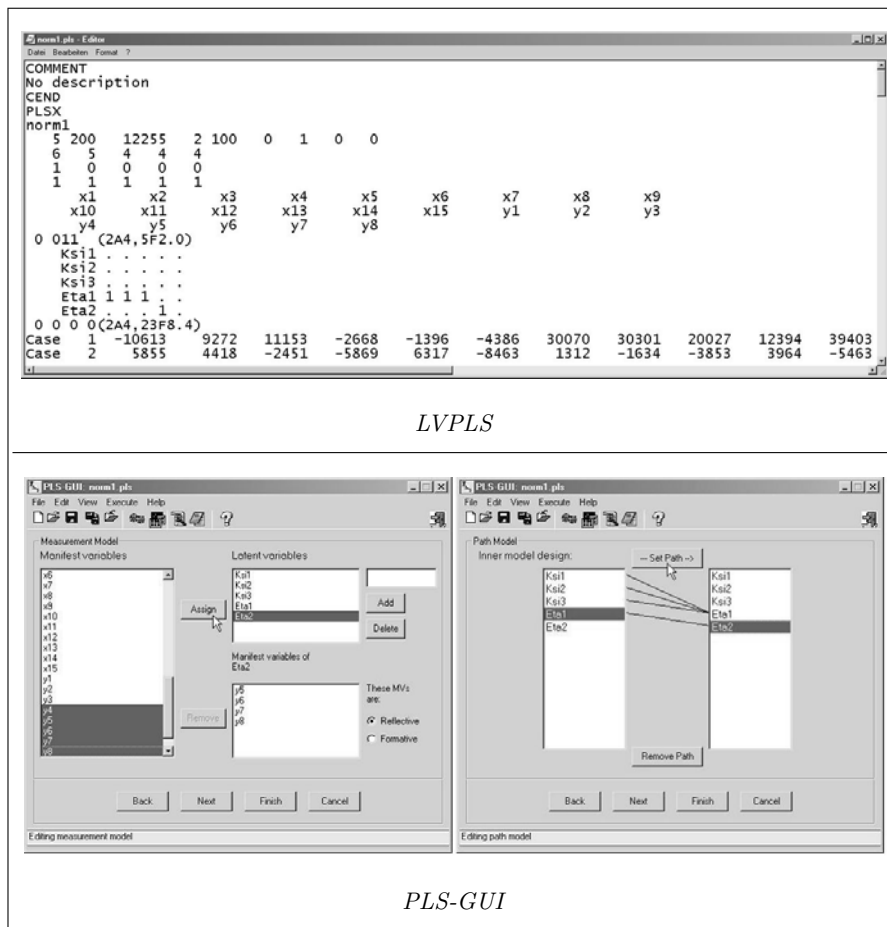 norm1.pls - Editor
Datei Bearbeiten Format ?
COMMENT
No description
CEND
PLSX
norm1
5 200 12255 2 100 0 1 0 0
6 5 4 4 4
1 0 0 0 0
1 1 1 1 1
x1 x2 x3 x4 x5 x6 x7 x8 x9
x10 x11 x12 x13 x14 x15 y1 y2 y3
y4 y5 y6 y7 y8
0 011 (2A4,5F2.0)
Ksi1 . . . . .
Ksi2 . . . . .
Ksi3 . . . . .
Eta1 1 1 1 . .
Eta2 . . . 1 .
0 0 0 0(2A4,23F8.4)
Case 1 -10613 9272 11153 -2668 -1396 -4386 30070 30301 20027 12394 39403
Case 2 5855 4418 -2451 -5869 6317 -8463 1312 -1634 -3853 3964 -5463
LVPLS
PLS-GUI: norm1.pls
File Edit View Execute Help
Measurement Model
Manifest variables
x6
x7
x8
x9
x10
x11
x12
x13
x14
x15
y1
y2
y3
y4
y5
y6
y7
y8
Assign
Remove
Latent variables
Ksi1
Ksi2
Ksi3
Eta1
Eta2
Add
Delete
Manifest variables of
Eta2
y5
y6
y7
y8
These MVs
are:
Reflective
Formative
Back Next Finish Cancel
Editing measurement model
PLS-GUI: norm1.pls
File Edit View Execute Help
Path Model
Inner model design:
-- Set Path -->
Ksi1
Ksi2
Ksi3
Eta1
Eta2
Ksi1
Ksi2
Ksi3
Eta1
Eta2
Remove Path
Back Next Finish Cancel
Editing path model
PLS-GUI